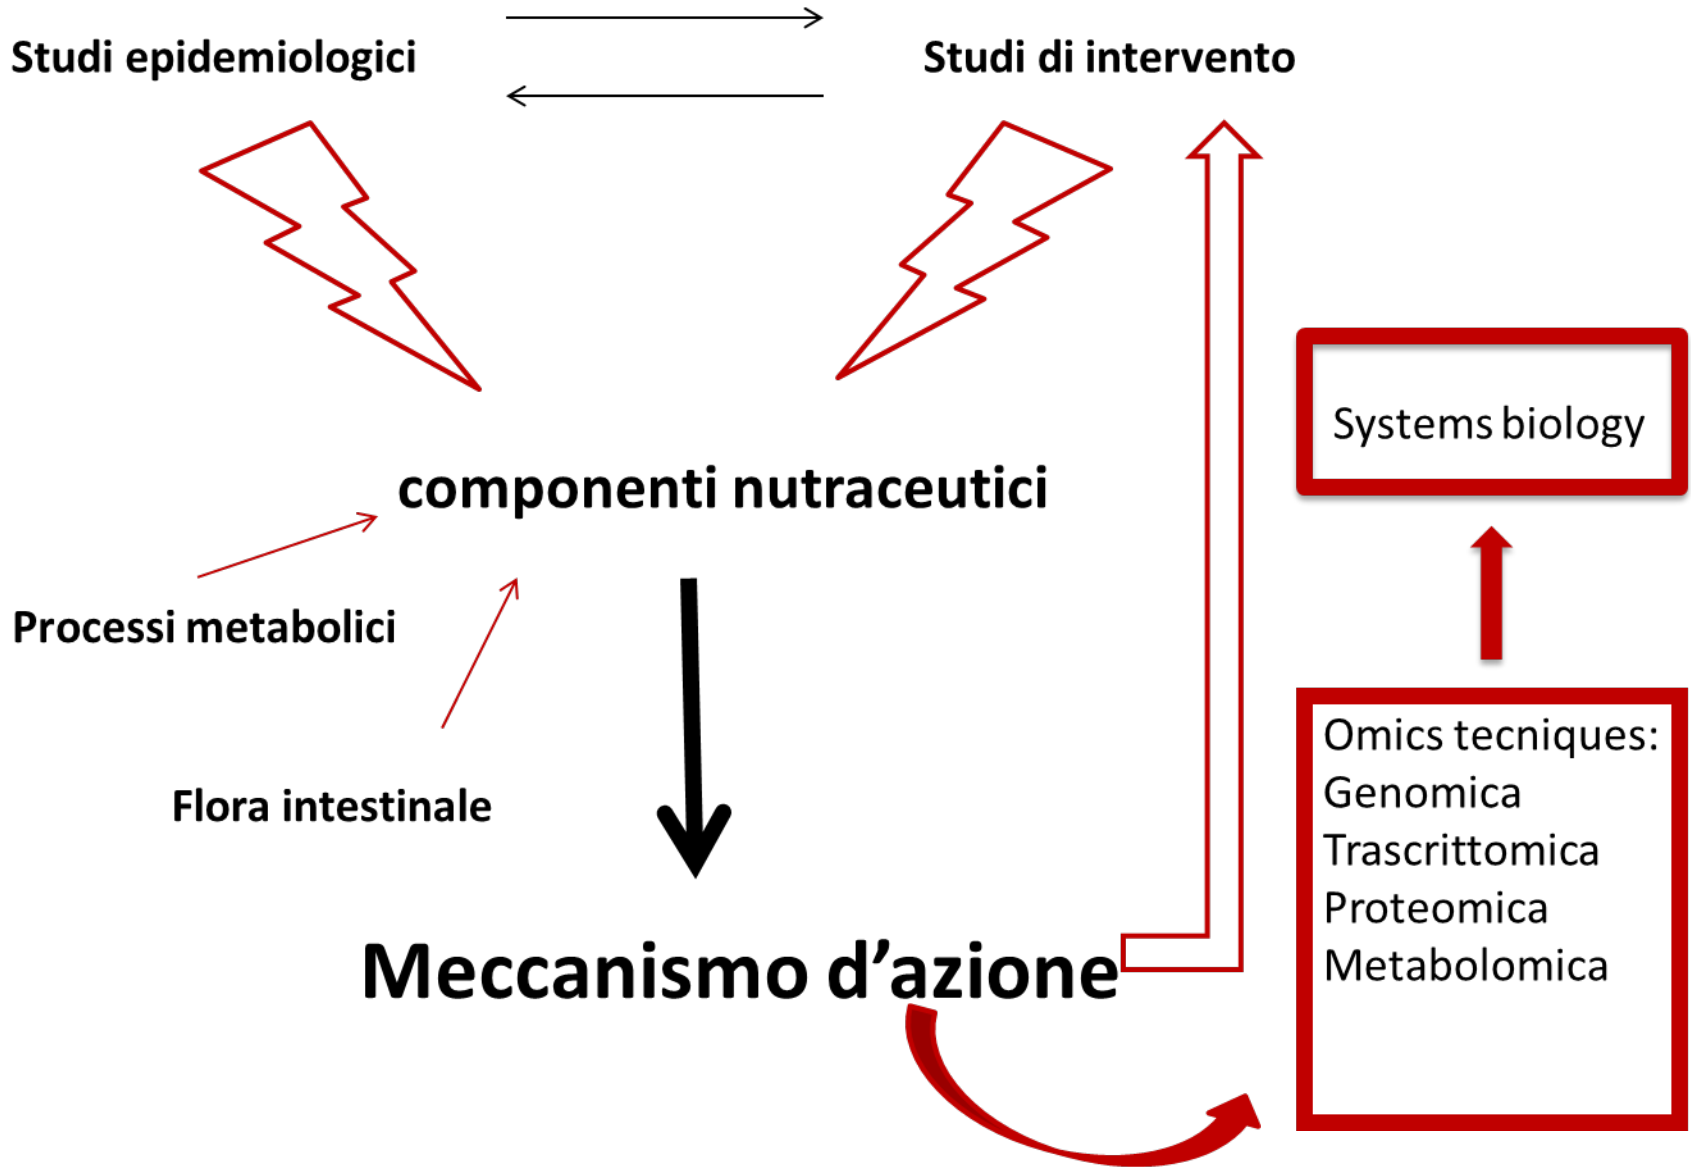 Studi epidemiologici
Studi di intervento
componenti nutraceutici
Processi metabolici
Flora intestinale
Meccanismo d’azione
Systems biology
Omics tecniques:
Genomica
Trascrittomica
Proteomica
Metabolomica